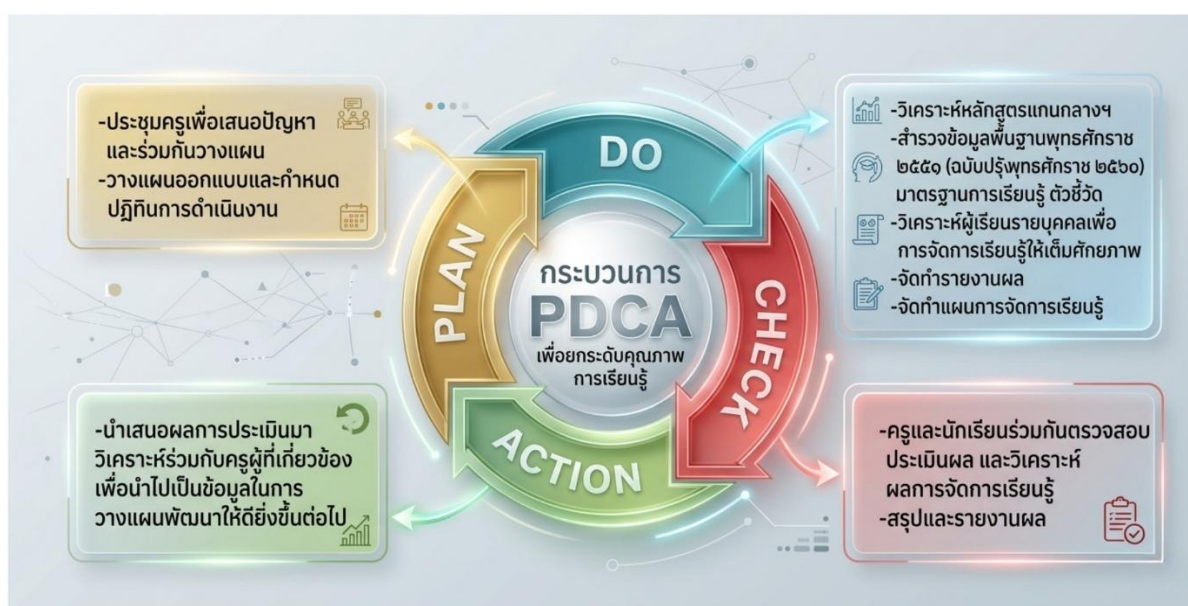 -ประชุมครูเพื่อเสนอปัญหา
และร่วมกันวางแผน
-วางแผนออกแบบและกำหนด
ปฏิทินการดำเนินงาน
PLAN
DO
CHECK
ACTION
กระบวนการ
PDCA
เพื่อยกระดับคุณภาพ
การเรียนรู้
-วิเคราะห์หลักสูตรแกนกลางฯ
-สำรวจข้อมูลพื้นฐานพุทธศักราช
๒๕๕๑ (ฉบับปรุ้งพุทธศักราช ๒๕๖๐)
มาตรฐานการเรียนรู้ ตัวชี้วัด
-วิเคราะห์ผู้เรียนรายบุคคลเพื่อ
การจัดการเรียนรู้ให้เต็มศักยภาพ
-จัดทำรายงานผล
-จัดทำแผนการจัดการเรียนรู้
-นำเสนอผลการประเมินมา
วิเคราะห์ร่วมกับครูผู้ที่เกี่ยวข้อง
เพื่อนำไปเป็นข้อมูลในการ
วางแผนพัฒนาให้ดียิ่งขึ้นต่อไป
-ครูและนักเรียนร่วมกันตรวจสอบ
ประเมินผล และวิเคราะห์
ผลการจัดการเรียนรู้
-สรุปและรายงานผล